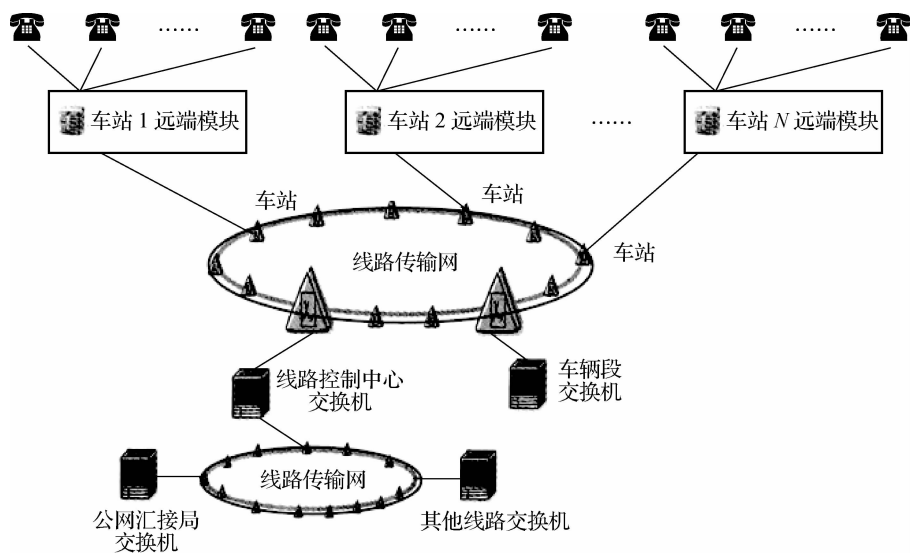 ……
……
……
车站 1 远端模块
车站 2 远端模块
……
车站 N 远端模块
车站
车站
车站
线路传输网
线路控制中心
交换机
车辆段
交换机
线路传输网
公网汇接局
交换机
其他线路交换机